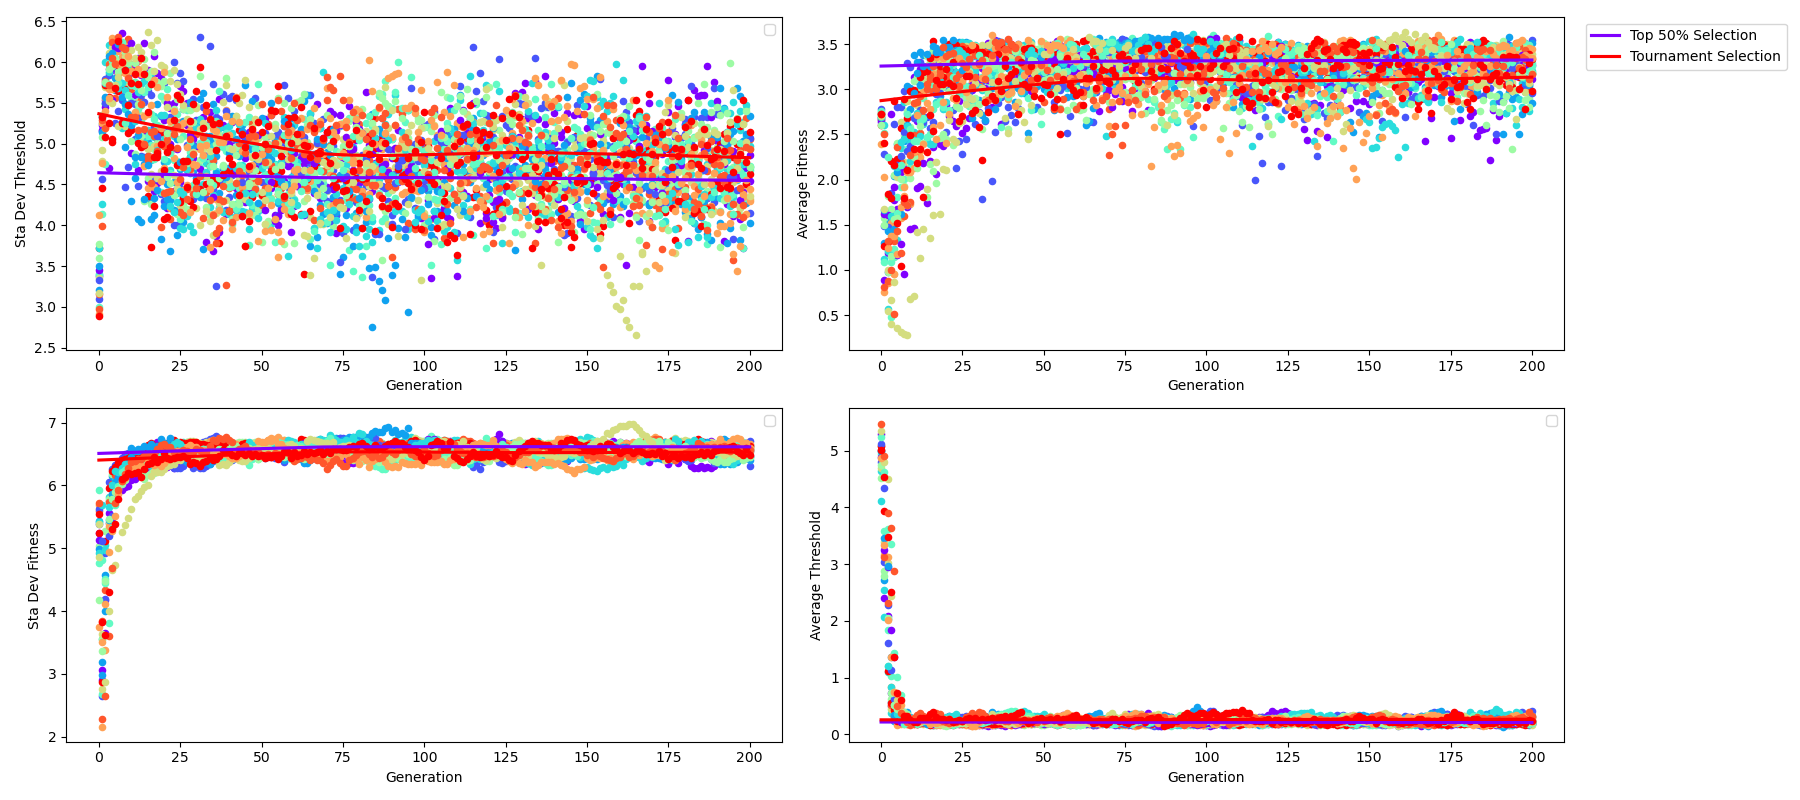 6.5
6.0
5.5
5.0
4.5
4.0
3.5
3.0
2.5
Sta Dev Threshold
0 25 50 75 100 125 150 175 200
Generation
3.5
3.0
2.5
2.0
1.5
1.0
0.5
Average Fitness
0 25 50 75 100 125 150 175 200
Generation
Top 50% Selection
Tournament Selection
7
6
5
4
3
2
Sta Dev Fitness
0 25 50 75 100 125 150 175 200
Generation
5
4
3
2
1
0
Average Threshold
0 25 50 75 100 125 150 175 200
Generation